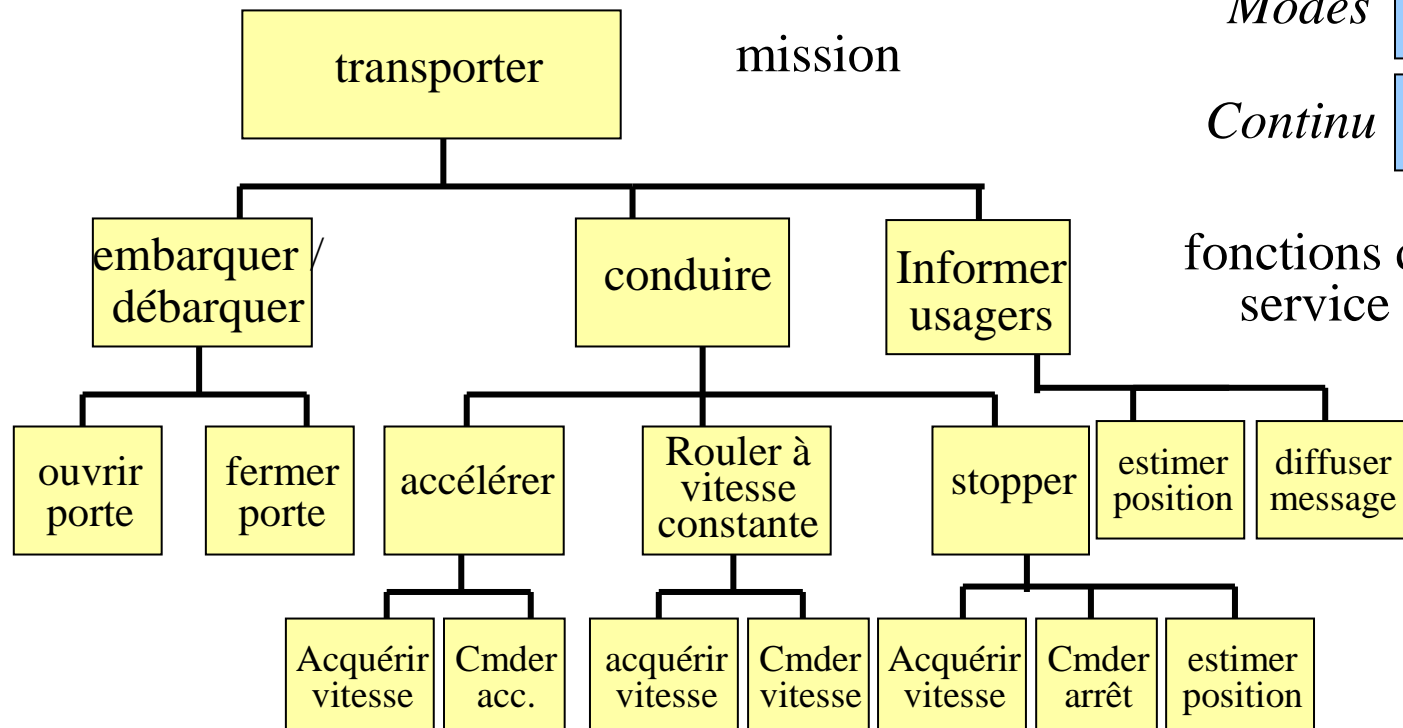 transporter
mission
Modes
Continu
embarquer /
débarquer
conduire
Informer
usagers
fonctions
service
ouvrir
porte
fermer
porte
accélérer
Rouler à
vitesse
constante
stopper
estimer
position
diffuser
message
Acquérir
vitesse
Cmder
acc.
acquérir
vitesse
Cmder
vitesse
Acquérir
vitesse
Cmder
arrêt
estimer
position